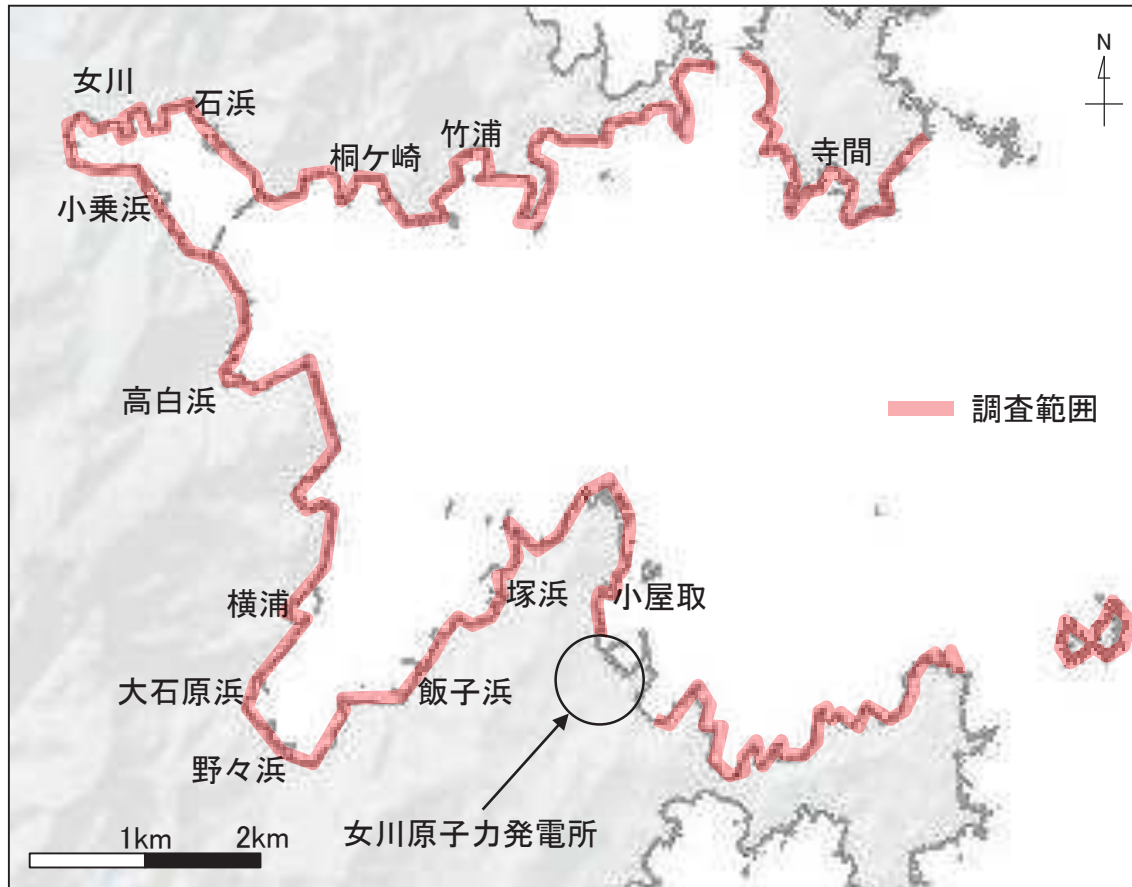 N
女川
石浜
竹浦
桐ケ崎
寺間
小乗浜
高白浜
調査範囲
横浦
塚浜
小屋取
大石原浜
飯子浜
野々浜
女川原子力発電所
1km
2km